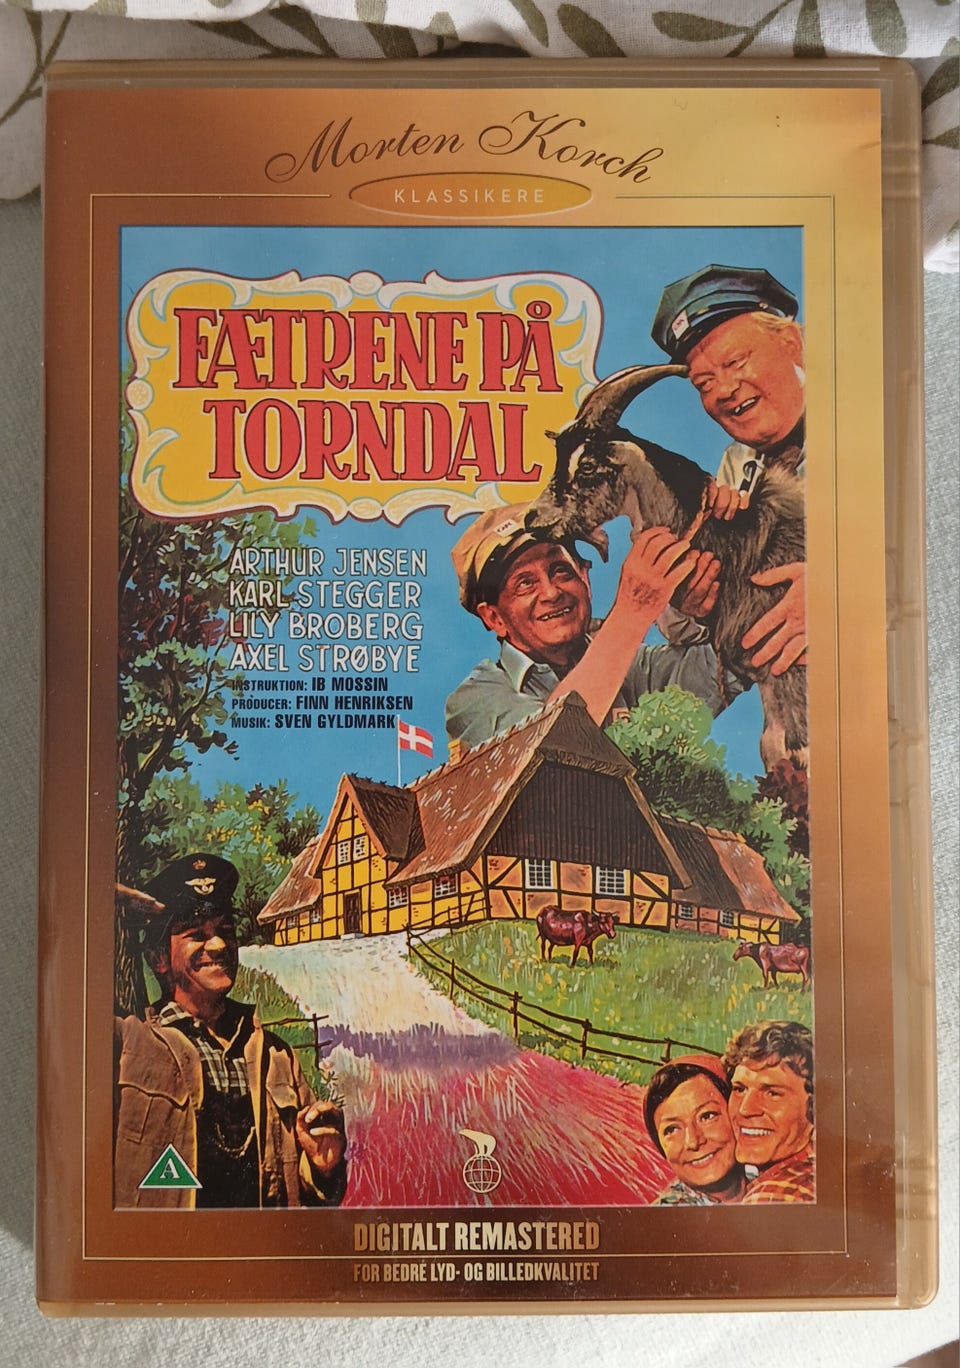 Morten Korch
KLASSIKERE
FÆTRENE PÅ
TORNDAL
ARTHUR JENSEN
KARL STEGGER
LILY BROBERG
AXEL STRØBYE
INSTRUKTION: IB MOSSIN
PRODUCER: FINN HENRIKSEN
MUSIK: SVEN GYLDMARK
A
DIGITALT REMASTERED
FOR BEDRE LYD- OG BILLEDKVALITET